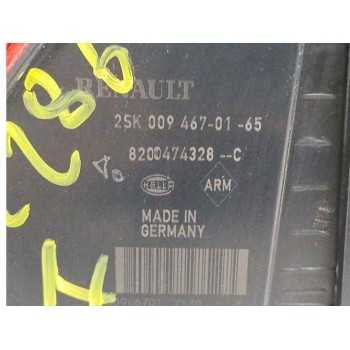 RENAULT
2SK 009 467-01-65
8200474328--C
HELLA
ARM
MADE IN
GERMANY